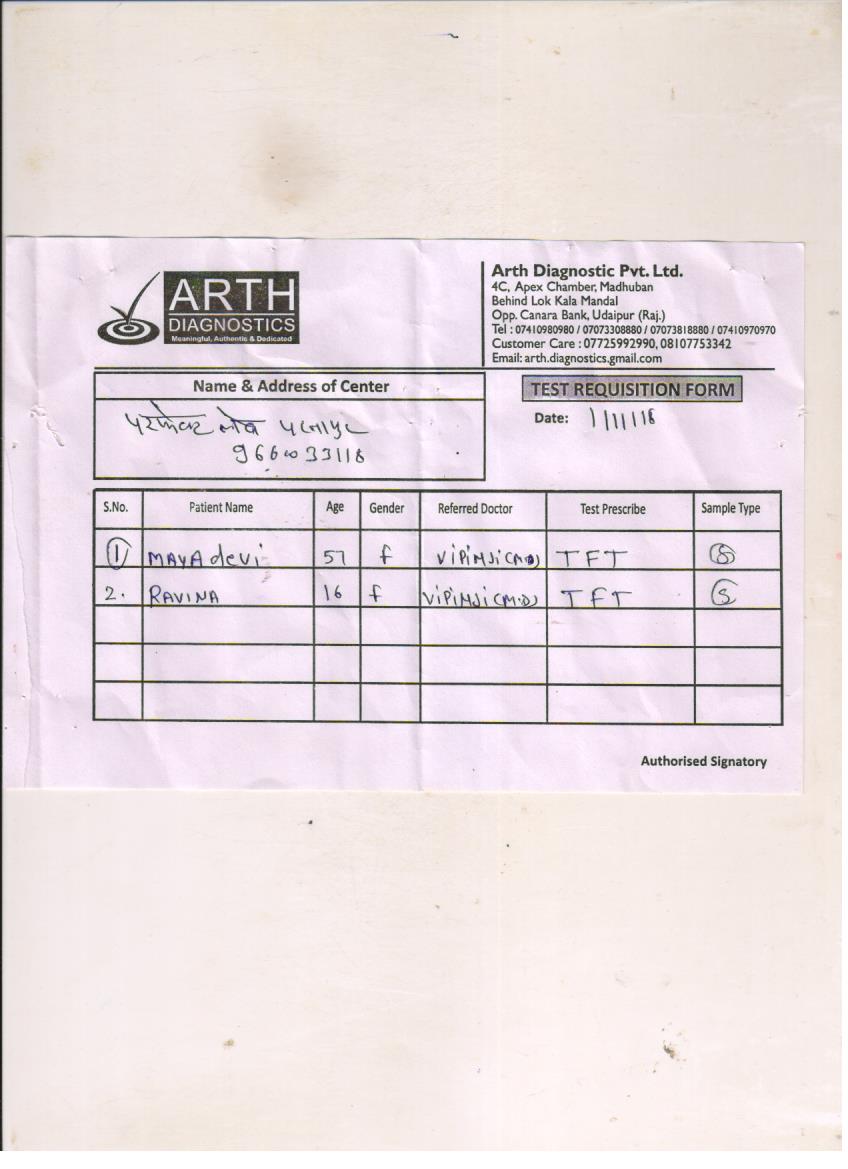 ARTH
DIAGNOSTICS
Meaningful, Authentic & Dedicated
Arth Diagnostic Pvt. Ltd.
4C, Apex Chamber, Madhuban
Behind Lok Kala Mandal
Opp. Canara Bank, Udaipur (Raj.)
Tel : 07410980980 / 07073308880 / 07073818880 / 07410970970
Customer Care : 07725992990, 08107753342
Email: arth.diagnostics.gmail.com
Name & Address of Center
9660033118
TEST REQUISITION FORM
Date: 1/11/18
S.No. Patient Name Age Gender Referred Doctor Test Prescribe Sample Type
1 MAYA devi 57 f VIPINJI (M.D) TFT S
2. RAVINA 16 f VIPINJI (M.D) TFT S
Authorised Signatory